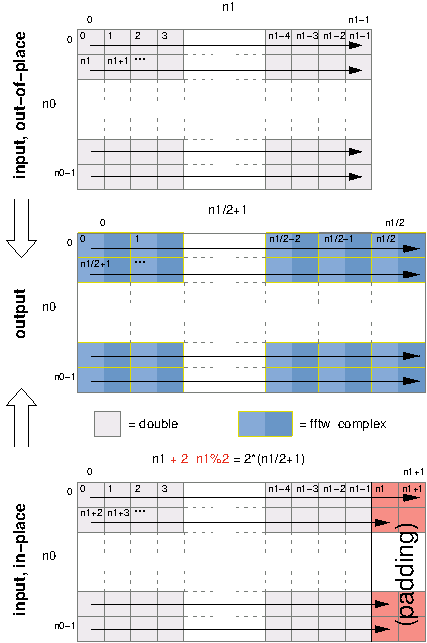 n1
0 n1−1
0 0 1 2 3 n1−4 n1−3 n1−2 n1−1
n1 n1+1 ...
n0
n0−1
input, out−of−place
n1/2+1
0 n1/2
0 0 1 n1/2−2 n1/2−1 n1/2
n1/2+1 ...
n0
n0−1
output
= double = fftw complex
n1 + 2 n1%2 = 2*(n1/2+1)
0 n1+1
0 0 1 2 3 n1−4 n1−3 n1−2 n1−1 n1 n1+1
n1+2 n1+3 ...
n0
n0−1
input, in−place
(padding)